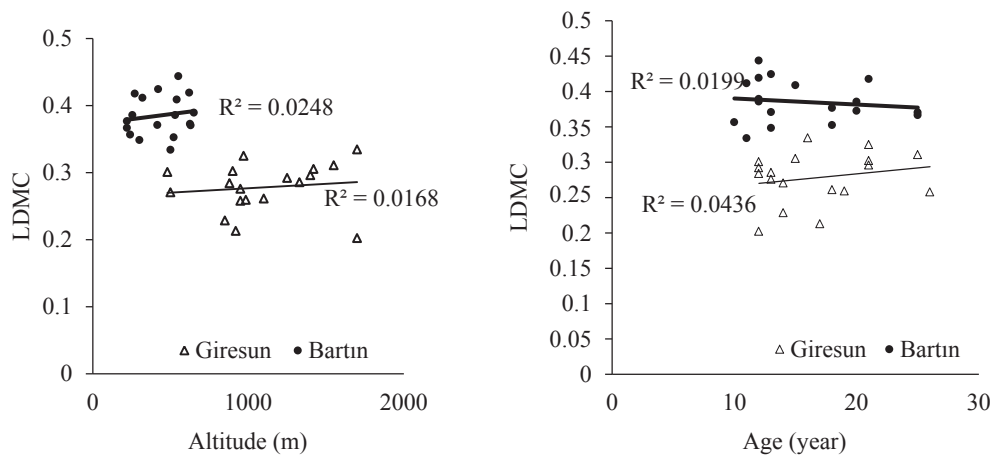 0.5
0.4
0.3
0.2
0.1
0
LDMC
R² = 0.0248
R² = 0.0168
Giresun
Bartın
0
1000
2000
Altitude (m)
0.5
0.45
0.4
0.35
0.3
0.25
0.2
0.15
0.1
0.05
0
LDMC
R² = 0.0199
R² = 0.0436
Giresun
Bartın
0
10
20
30
Age (year)